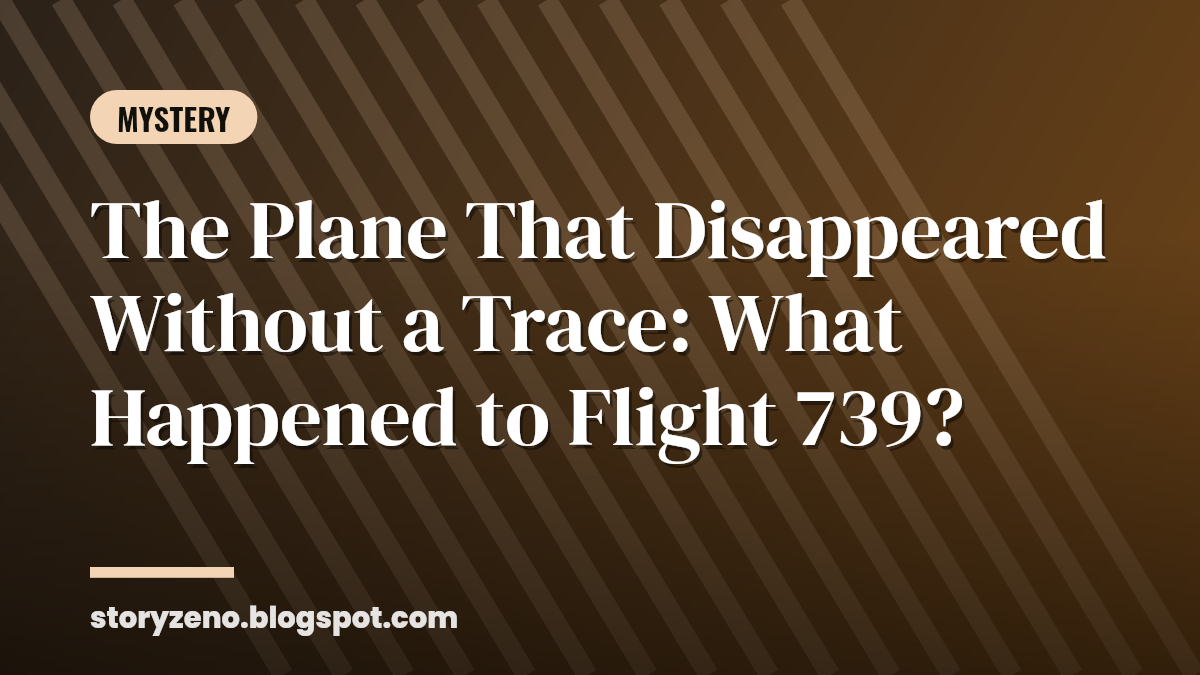 MYSTERY
The Plane That Disappeared
Without a Trace: What
Happened to Flight 739?
storyzeno.blogspot.com